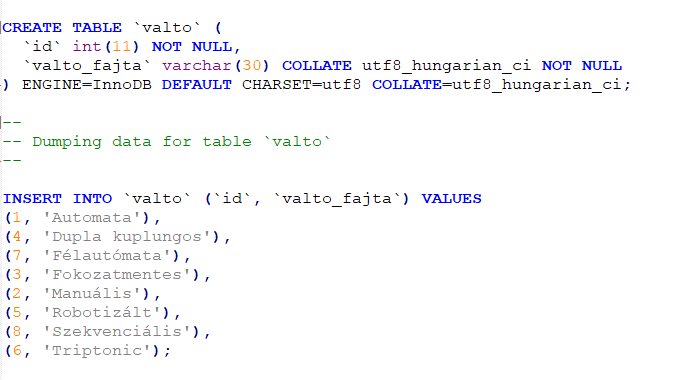 CREATE TABLE `valto` (
  `id` int(11) NOT NULL,
  `valto_fajta` varchar(30) COLLATE utf8_hungarian_ci NOT NULL
) ENGINE=InnoDB DEFAULT CHARSET=utf8 COLLATE=utf8_hungarian_ci;
--
-- Dumping data for table `valto`
--
INSERT INTO `valto` (`id`, `valto_fajta`) VALUES
(1, 'Automata'),
(4, 'Dupla kuplungos'),
(7, 'Félautómata'),
(3, 'Fokozatmentes'),
(2, 'Manuális'),
(5, 'Robotizált'),
(8, 'Szekvenciális'),
(6, 'Triptonic');